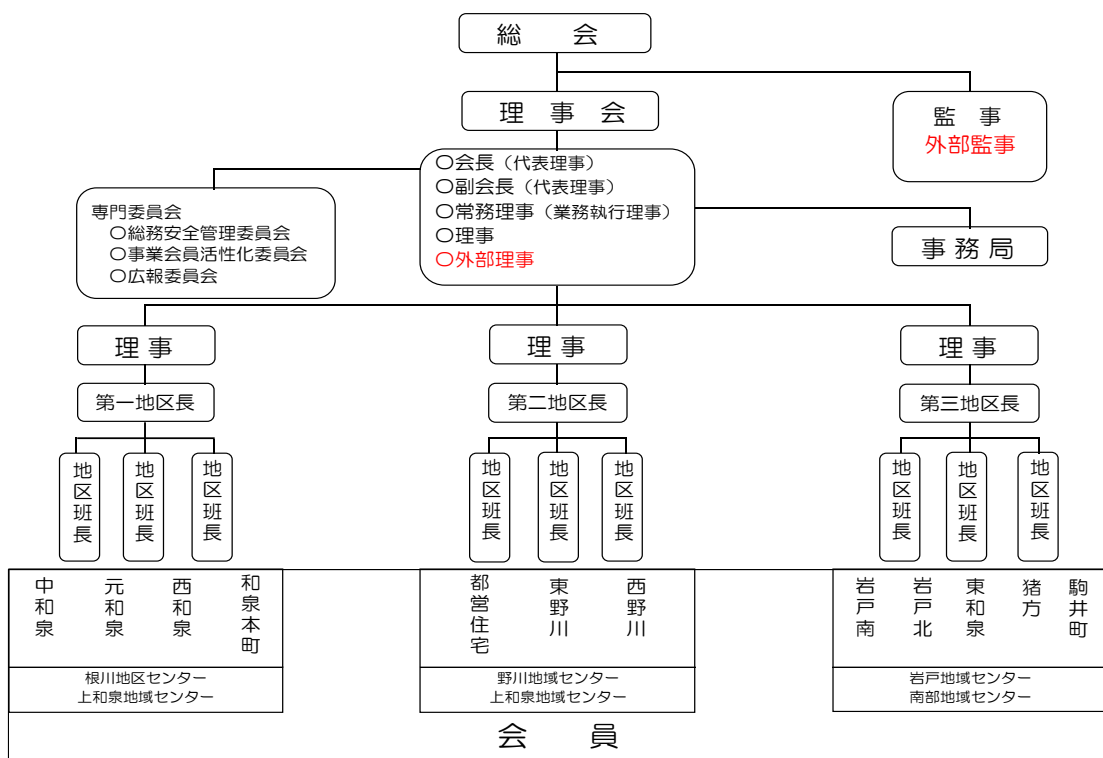 総　会
理　事　会
監　事
外部監事
〇会長（代表理事）
〇副会長（代表理事）
〇常務理事（業務執行理事）
〇理事
〇外部理事
専門委員会
〇総務安全管理委員会
〇事業会員活性化委員会
〇広報委員会
事務局
理事
理事
理事
第一地区長
第二地区長
第三地区長
地区班長
地区班長
地区班長
地区班長
地区班長
地区班長
地区班長
地区班長
地区班長
中和泉
元和泉
西和泉
和泉本町
都営住宅
東野川
西野川
岩戸南
岩戸北
東和泉
猪方
駒井町
根川地区センター
上和泉地域センター
野川地域センター
上和泉地域センター
岩戸地域センター
南部地域センター
会　員